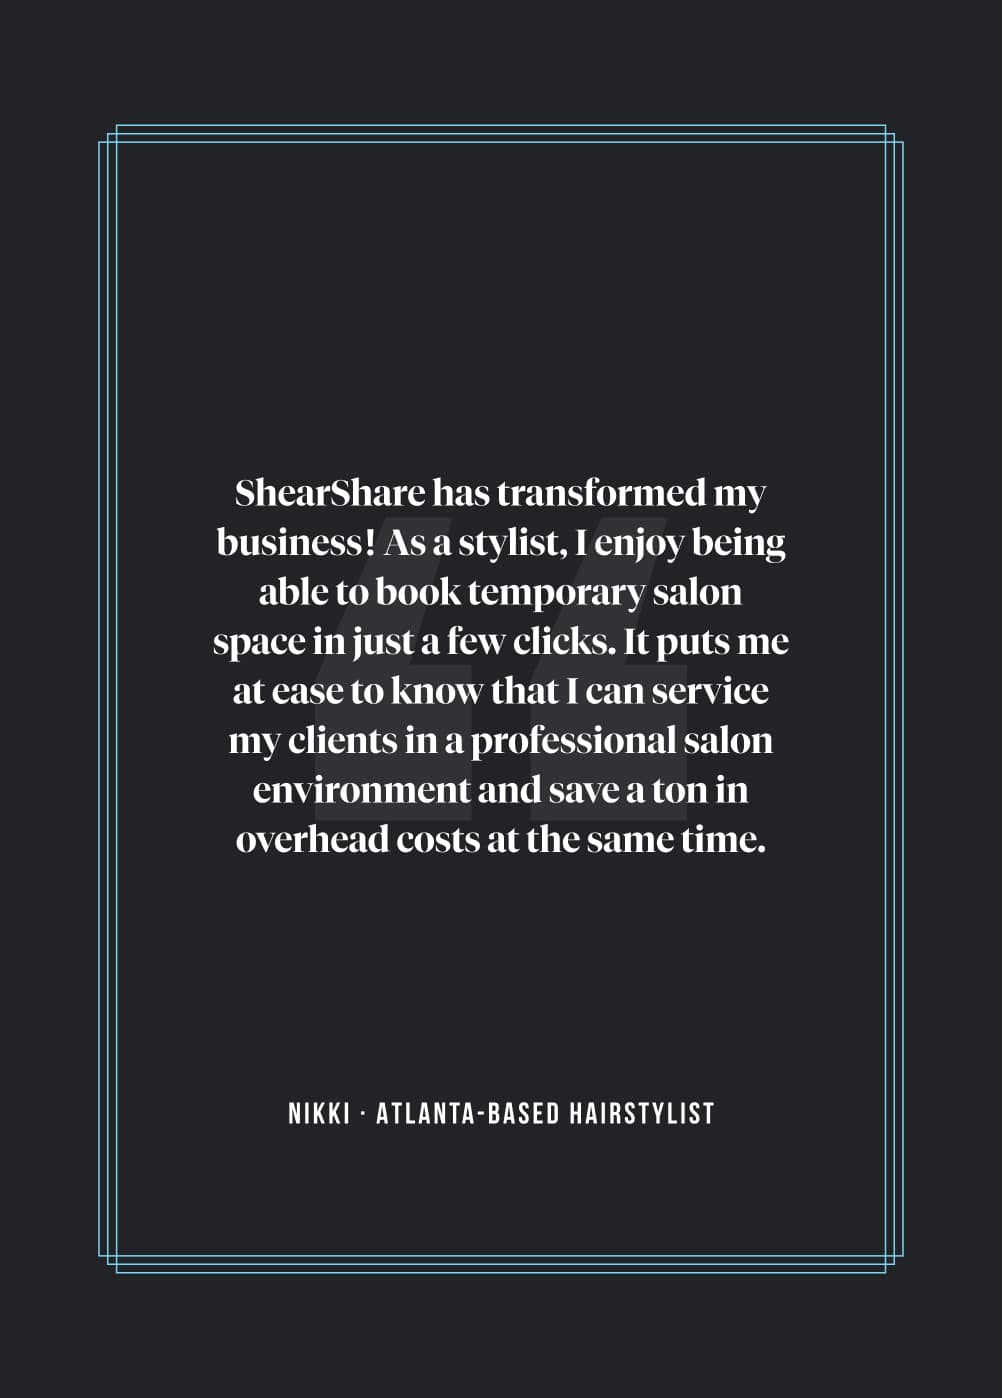 ShearShare has transformed my
business! As a stylist, I enjoy being
able to book temporary salon
space in just a few clicks. It puts me
at ease to know that I can service
my clients in a professional salon
environment and save a ton in
overhead costs at the same time.
NIKKI · ATLANTA-BASED HAIRSTYLIST